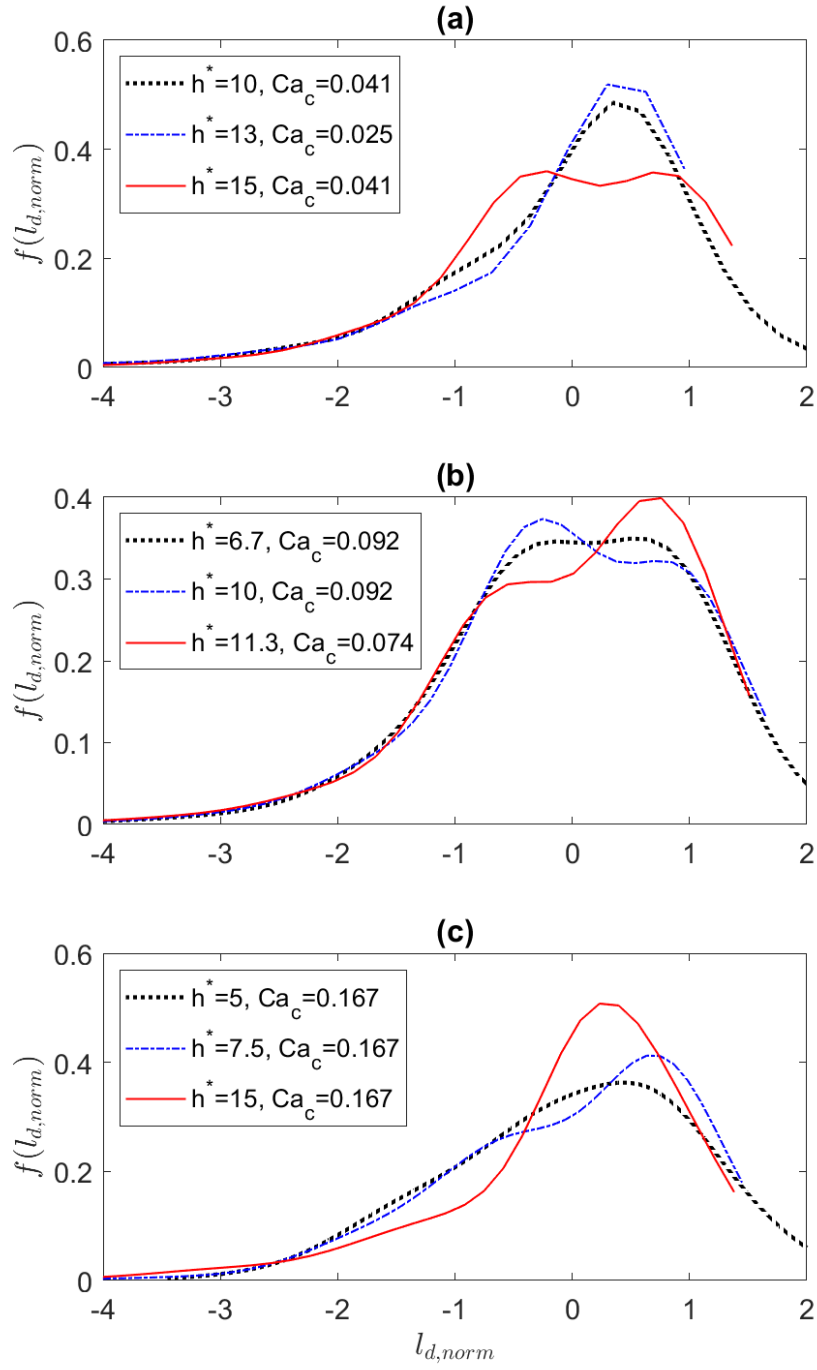 (a)
0.6
0.4
0.2
0
f(l_{d,norm})
h^*=10, Ca_c=0.041
h^*=13, Ca_c=0.025
h^*=15, Ca_c=0.041
-4 -3 -2 -1 0 1 2
(b)
0.4
0.3
0.2
0.1
0
f(l_{d,norm})
h^*=6.7, Ca_c=0.092
h^*=10, Ca_c=0.092
h^*=11.3, Ca_c=0.074
-4 -3 -2 -1 0 1 2
(c)
0.6
0.4
0.2
0
f(l_{d,norm})
h^*=5, Ca_c=0.167
h^*=7.5, Ca_c=0.167
h^*=15, Ca_c=0.167
-4 -3 -2 -1 0 1 2
l_{d,norm}